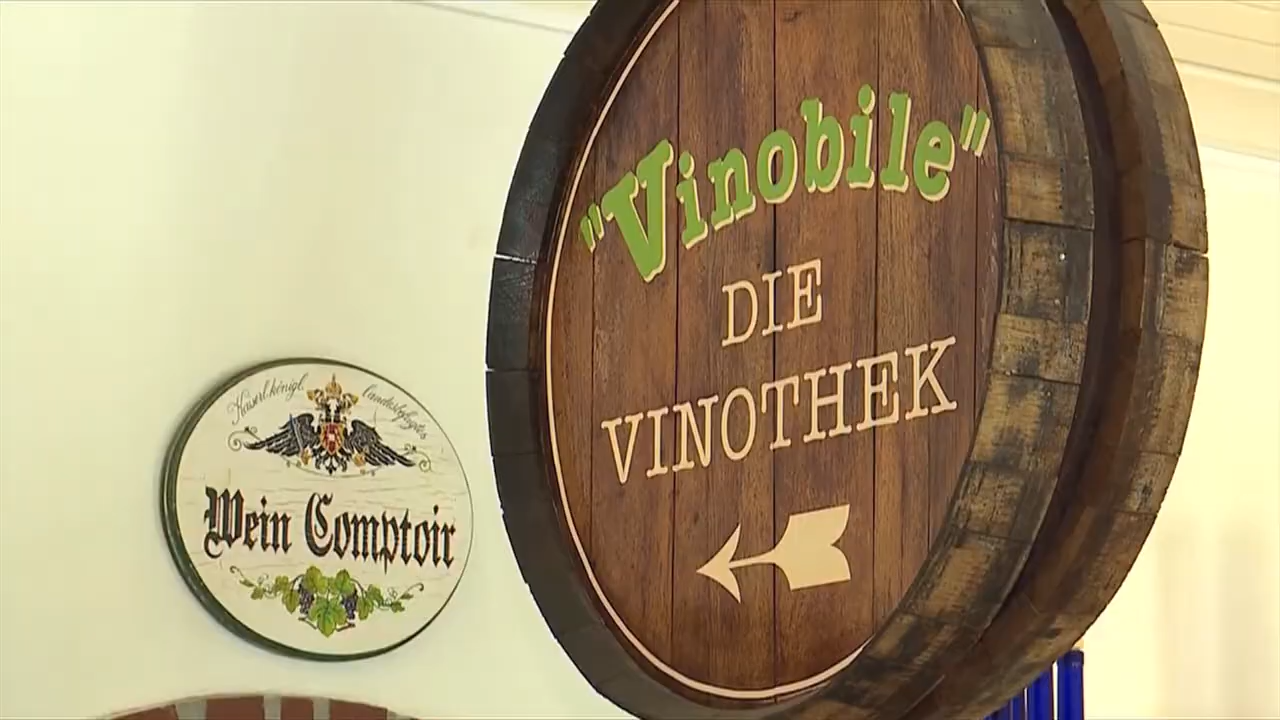 "Vinobile"
DIE
VINOTHEK
Kaiserl. königl. landesbefugtes
Wein Comptoir